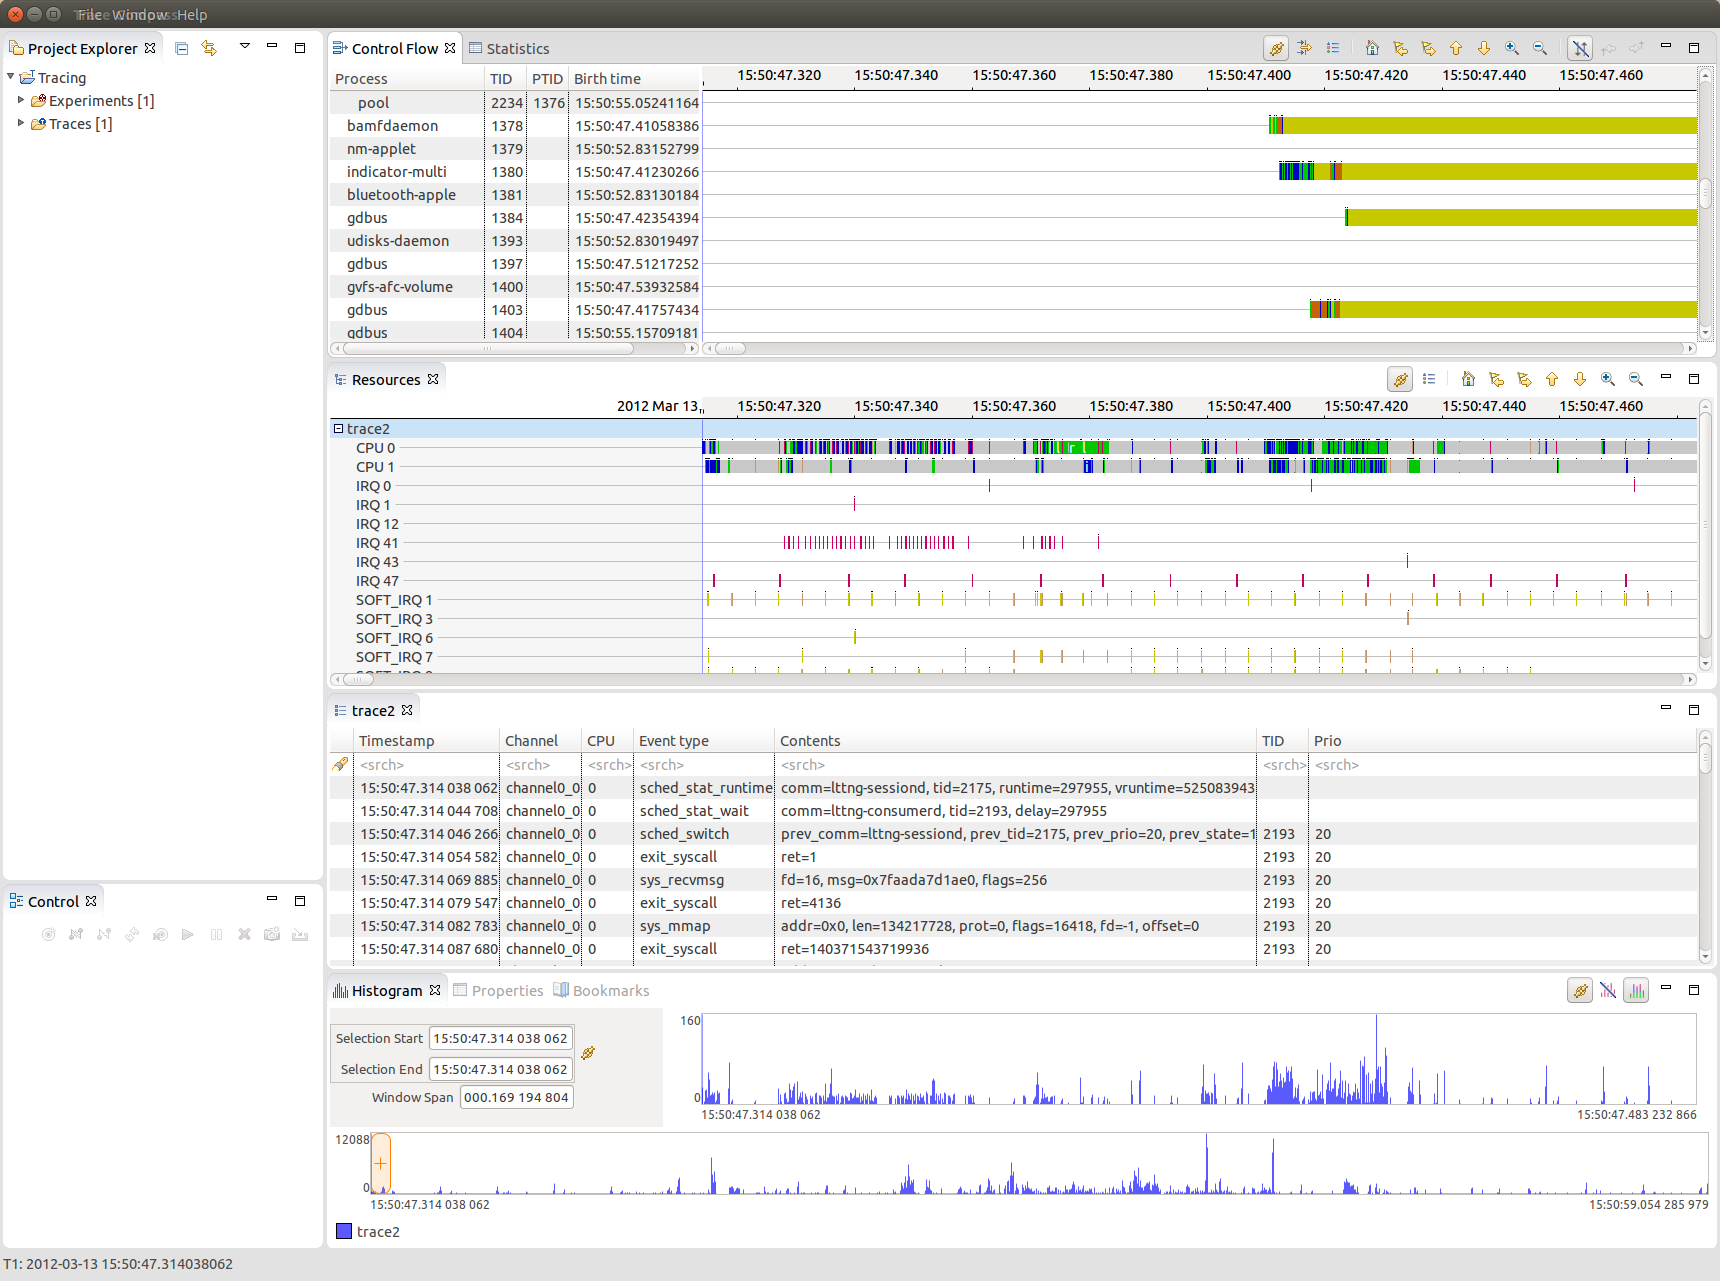 File Window Help
Project Explorer
Tracing
Experiments [1]
Traces [1]
Control
Control Flow Statistics
Process TID PTID Birth time
15:50:47.320 15:50:47.340 15:50:47.360 15:50:47.380 15:50:47.400 15:50:47.420 15:50:47.440 15:50:47.460
pool 2234 1376 15:50:55.05241164
bamfdaemon 1378 15:50:47.41058386
nm-applet 1379 15:50:52.83152799
indicator-multi 1380 15:50:47.41230266
bluetooth-apple 1381 15:50:52.83130184
gdbus 1384 15:50:47.42354394
udisks-daemon 1393 15:50:52.83019497
gdbus 1397 15:50:47.51217252
gvfs-afc-volume 1400 15:50:47.53932584
gdbus 1403 15:50:47.41757434
gdbus 1404 15:50:55.15709181
Resources
2012 Mar 13, 15:50:47.320 15:50:47.340 15:50:47.360 15:50:47.380 15:50:47.400 15:50:47.420 15:50:47.440 15:50:47.460
trace2
CPU 0
CPU 1
IRQ 0
IRQ 1
IRQ 12
IRQ 41
IRQ 43
IRQ 47
SOFT_IRQ 1
SOFT_IRQ 3
SOFT_IRQ 6
SOFT_IRQ 7
trace2
Timestamp Channel CPU Event type Contents TID Prio
<srch> <srch> <srch> <srch> <srch> <srch> <srch>
15:50:47.314 038 062 channel0_0 0 sched_stat_runtime comm=lttng-sessiond, tid=2175, runtime=297955, vruntime=525083943
15:50:47.314 044 708 channel0_0 0 sched_stat_wait comm=lttng-consumerd, tid=2193, delay=297955
15:50:47.314 046 266 channel0_0 0 sched_switch prev_comm=lttng-sessiond, prev_tid=2175, prev_prio=20, prev_state=1 2193 20
15:50:47.314 054 582 channel0_0 0 exit_syscall ret=1 2193 20
15:50:47.314 069 885 channel0_0 0 sys_recvmsg fd=16, msg=0x7faada7d1ae0, flags=256 2193 20
15:50:47.314 079 547 channel0_0 0 exit_syscall ret=4136 2193 20
15:50:47.314 082 783 channel0_0 0 sys_mmap addr=0x0, len=134217728, prot=0, flags=16418, fd=-1, offset=0 2193 20
15:50:47.314 087 680 channel0_0 0 exit_syscall ret=140371543719936 2193 20
Histogram Properties Bookmarks
Selection Start 15:50:47.314 038 062
Selection End 15:50:47.314 038 062
Window Span 000.169 194 804
160
0
15:50:47.314 038 062 15:50:47.483 232 866
12088
0
15:50:47.314 038 062 15:50:59.054 285 979
trace2
T1: 2012-03-13 15:50:47.314038062